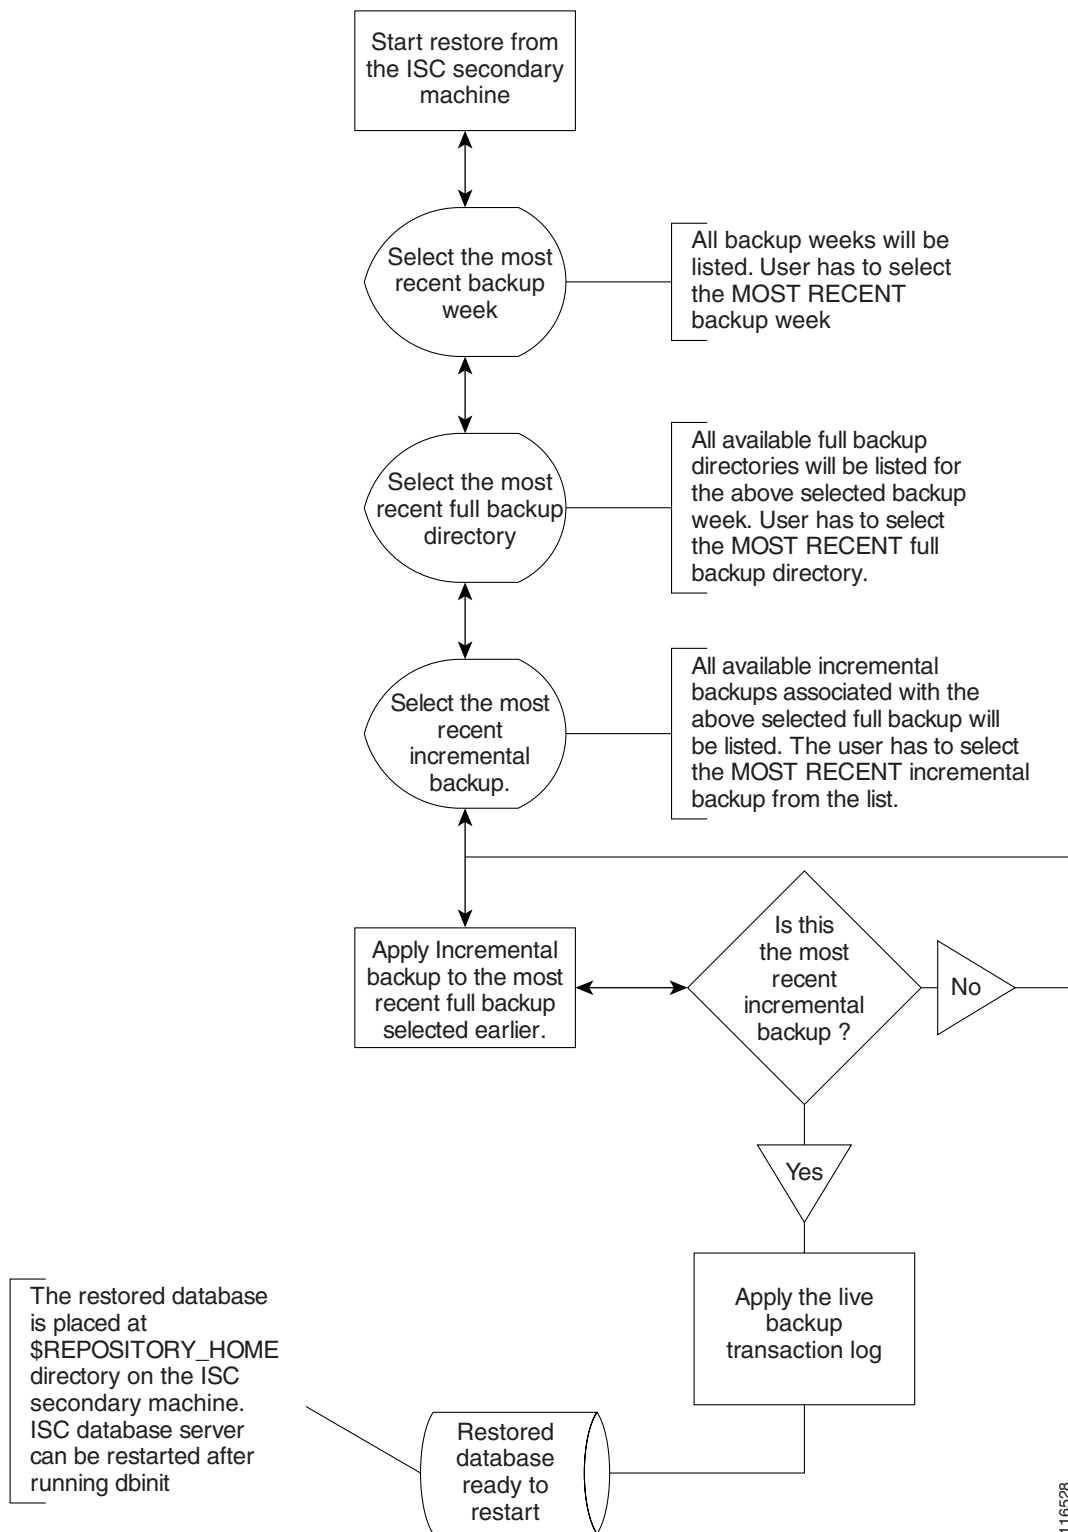 Start restore from
the ISC secondary
machine
Select the most
recent backup
week
All backup weeks will be
listed. User has to select
the MOST RECENT
backup week
Select the most
recent full backup
directory
All available full backup
directories will be listed for
the above selected backup
week. User has to select
the MOST RECENT full
backup directory.
Select the most
recent
incremental
backup.
All available incremental
backups associated with the
above selected full backup will
be listed. The user has to select
the MOST RECENT incremental
backup from the list.
Apply Incremental
backup to the most
recent full backup
selected earlier.
Is this
the most
recent
incremental
backup ?
No
Yes
Apply the live
backup
transaction log
The restored database
is placed at
$REPOSITORY_HOME
directory on the ISC
secondary machine.
ISC database server
can be restarted after
running dbinit
Restored
database
ready to
restart
116528